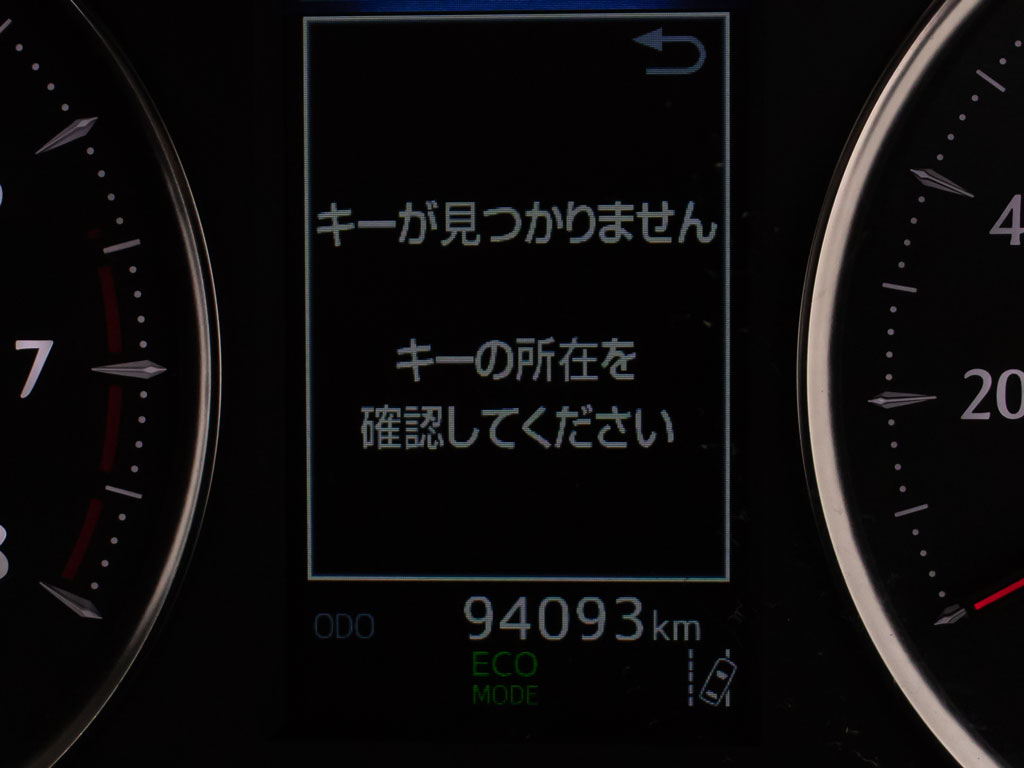 キーが見つかりません
キーの所在を
確認してください
7
4
20
ODO 94093km
ECO
MODE